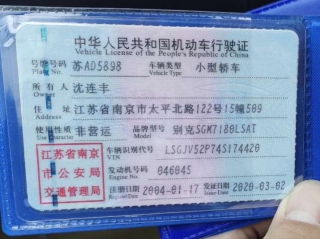 中华人民共和国机动车行驶证
Vehicle License of the People's Republic of China
号牌号码 苏AD5898 车辆类型 小型轿车
Plate No. Vehicle Type
所有人 沈连丰
Owner
住址 江苏省南京市太平北路122号15幢509
Address
使用性质 非营运 品牌型号 别克SGM7180LSAT
车辆识别代号 LSGJV52P74S174420
VIN
江苏省南京
市公安局
交通管理局
发动机号码 046045
Engine No.
注册日期 2004-01-17 发证日期 2020-03-02
Register Date Issue Date